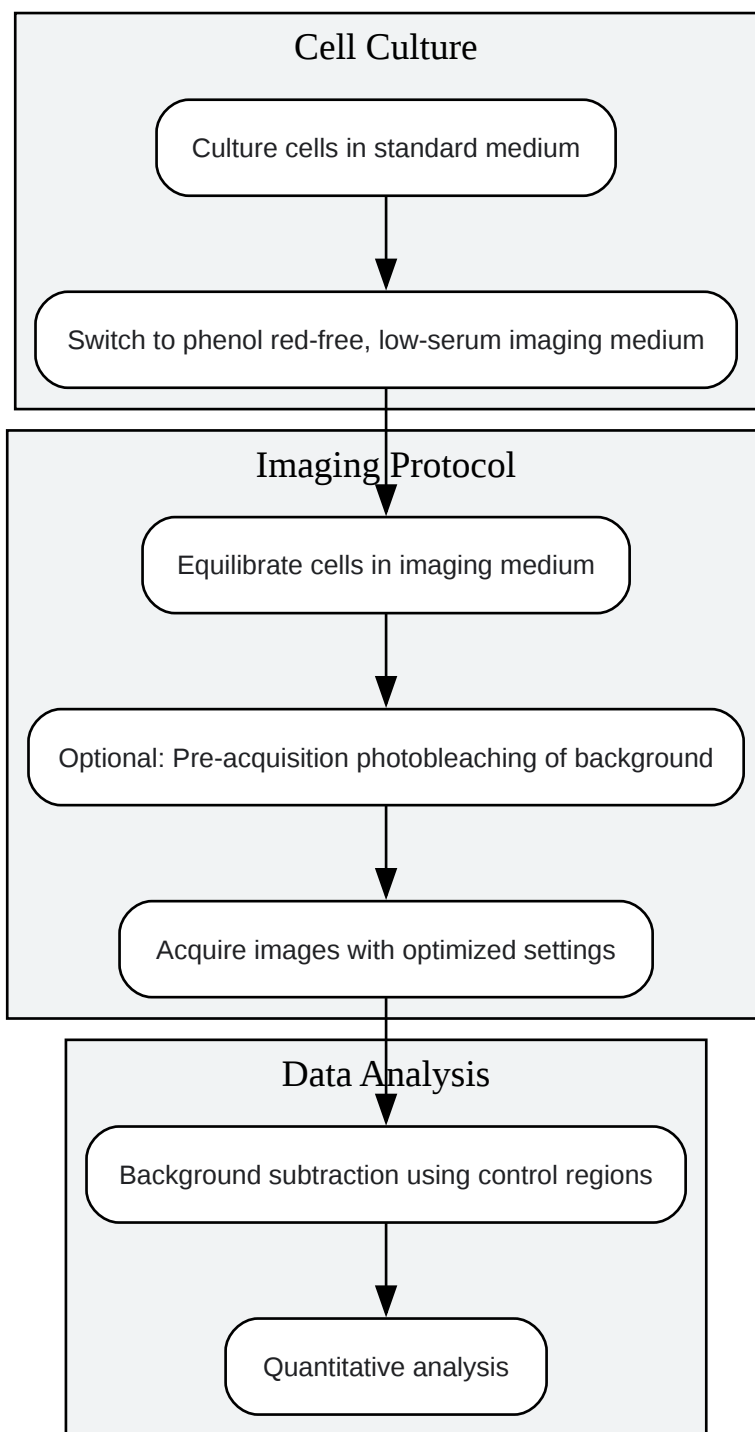 Cell Culture
Culture cells in standard medium
Switch to phenol red-free, low-serum imaging medium
Imaging Protocol
Equilibrate cells in imaging medium
Optional: Pre-acquisition photobleaching of background
Acquire images with optimized settings
Data Analysis
Background subtraction using control regions
Quantitative analysis